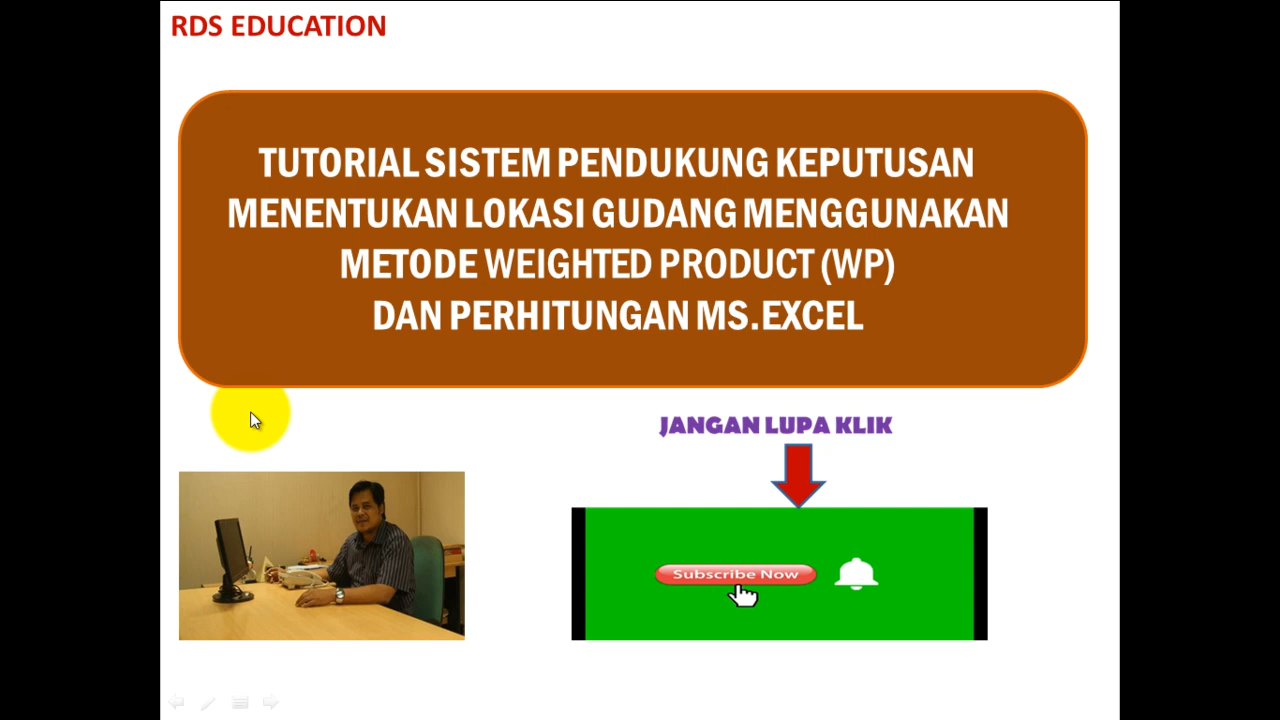 RDS EDUCATION
TUTORIAL SISTEM PENDUKUNG KEPUTUSAN
MENENTUKAN LOKASI GUDANG MENGGUNAKAN
METODE WEIGHTED PRODUCT (WP)
DAN PERHITUNGAN MS.EXCEL
JANGAN LUPA KLIK
Subscribe Now